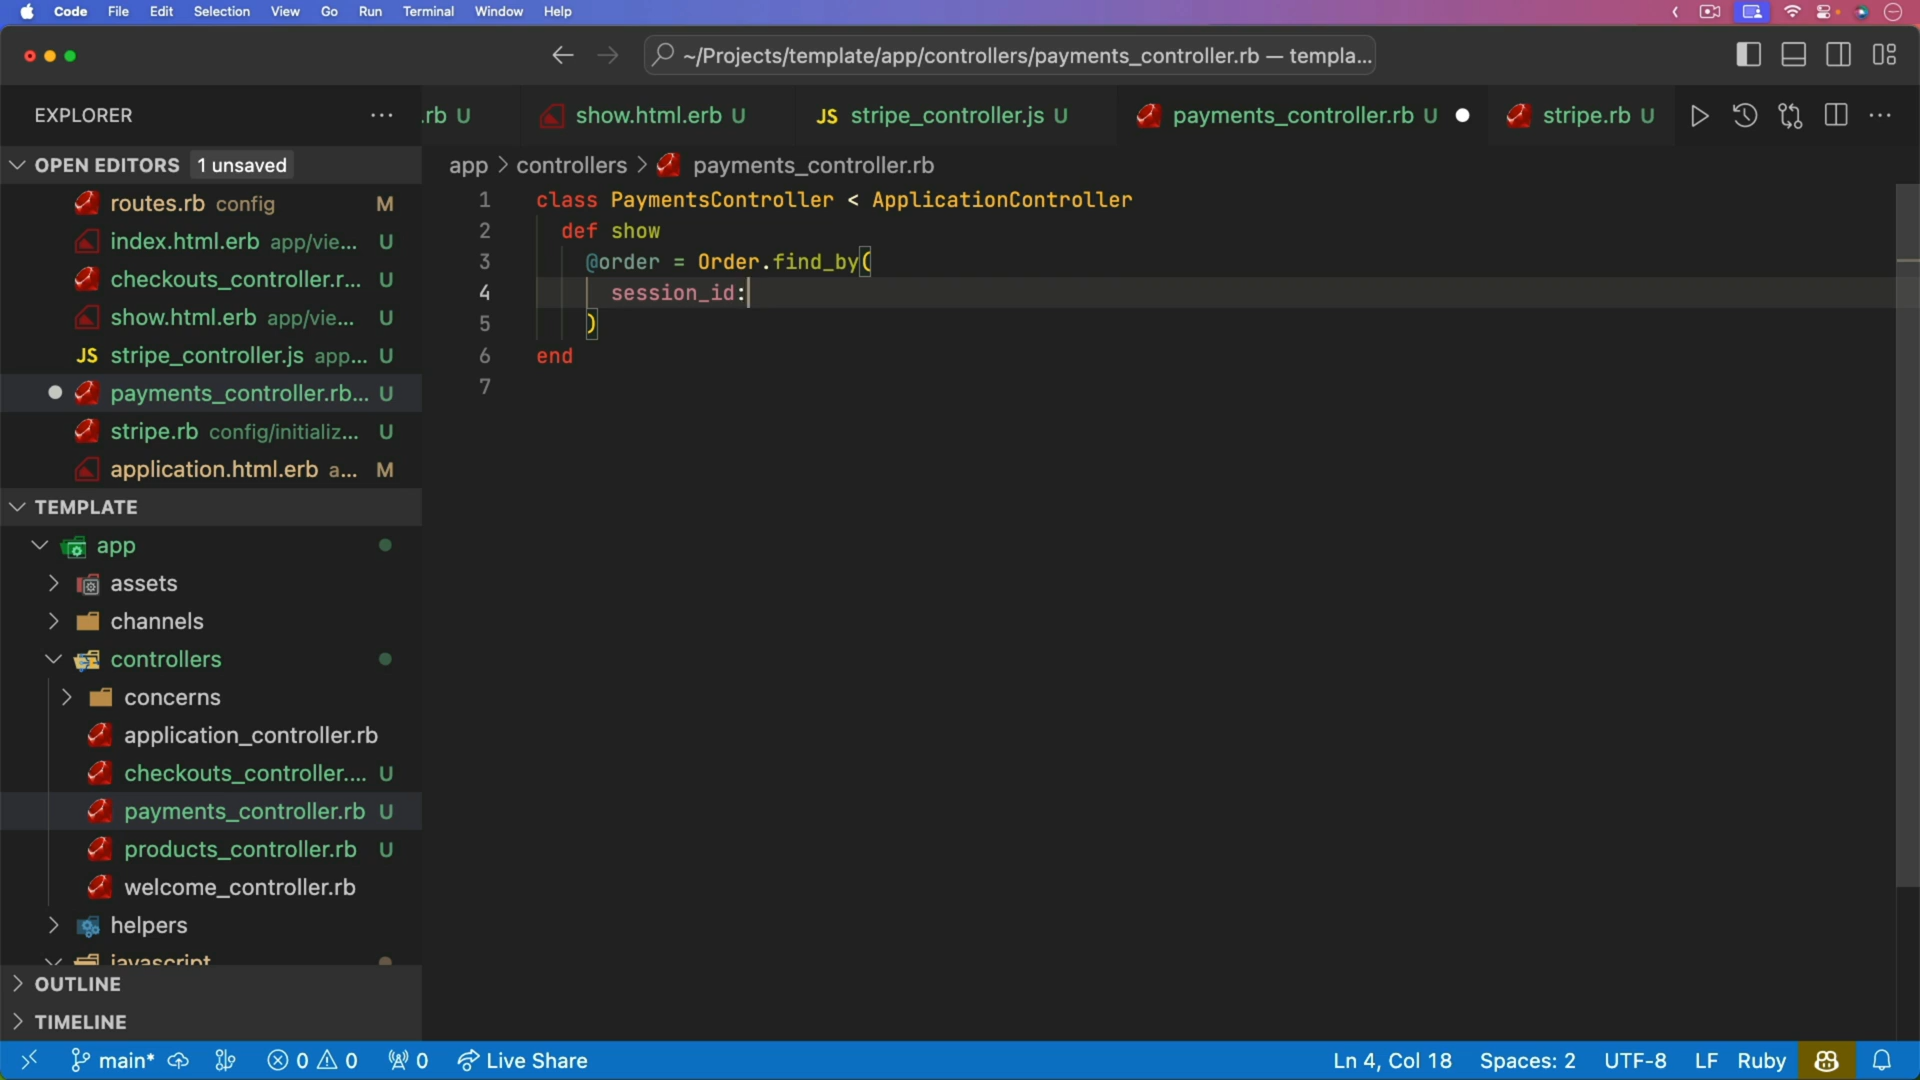 Code File Edit Selection View Go Run Terminal Window Help
~/Projects/template/app/controllers/payments_controller.rb — templa...
EXPLORER
.rb U
show.html.erb U
JS stripe_controller.js U
payments_controller.rb U
stripe.rb U
OPEN EDITORS 1 unsaved
routes.rb config M
index.html.erb app/vie... U
checkouts_controller.r... U
show.html.erb app/vie... U
JS stripe_controller.js app... U
payments_controller.rb... U
stripe.rb config/initializ... U
application.html.erb a... M
TEMPLATE
app
assets
channels
controllers
concerns
application_controller.rb
checkouts_controller.... U
payments_controller.rb U
products_controller.rb U
welcome_controller.rb
helpers
javascript
OUTLINE
TIMELINE
app > controllers > payments_controller.rb
1 class PaymentsController < ApplicationController
2 def show
3 @order = Order.find_by(
4 session_id:
5 )
6 end
7
main* 0 0 0 Live Share Ln 4, Col 18 Spaces: 2 UTF-8 LF Ruby